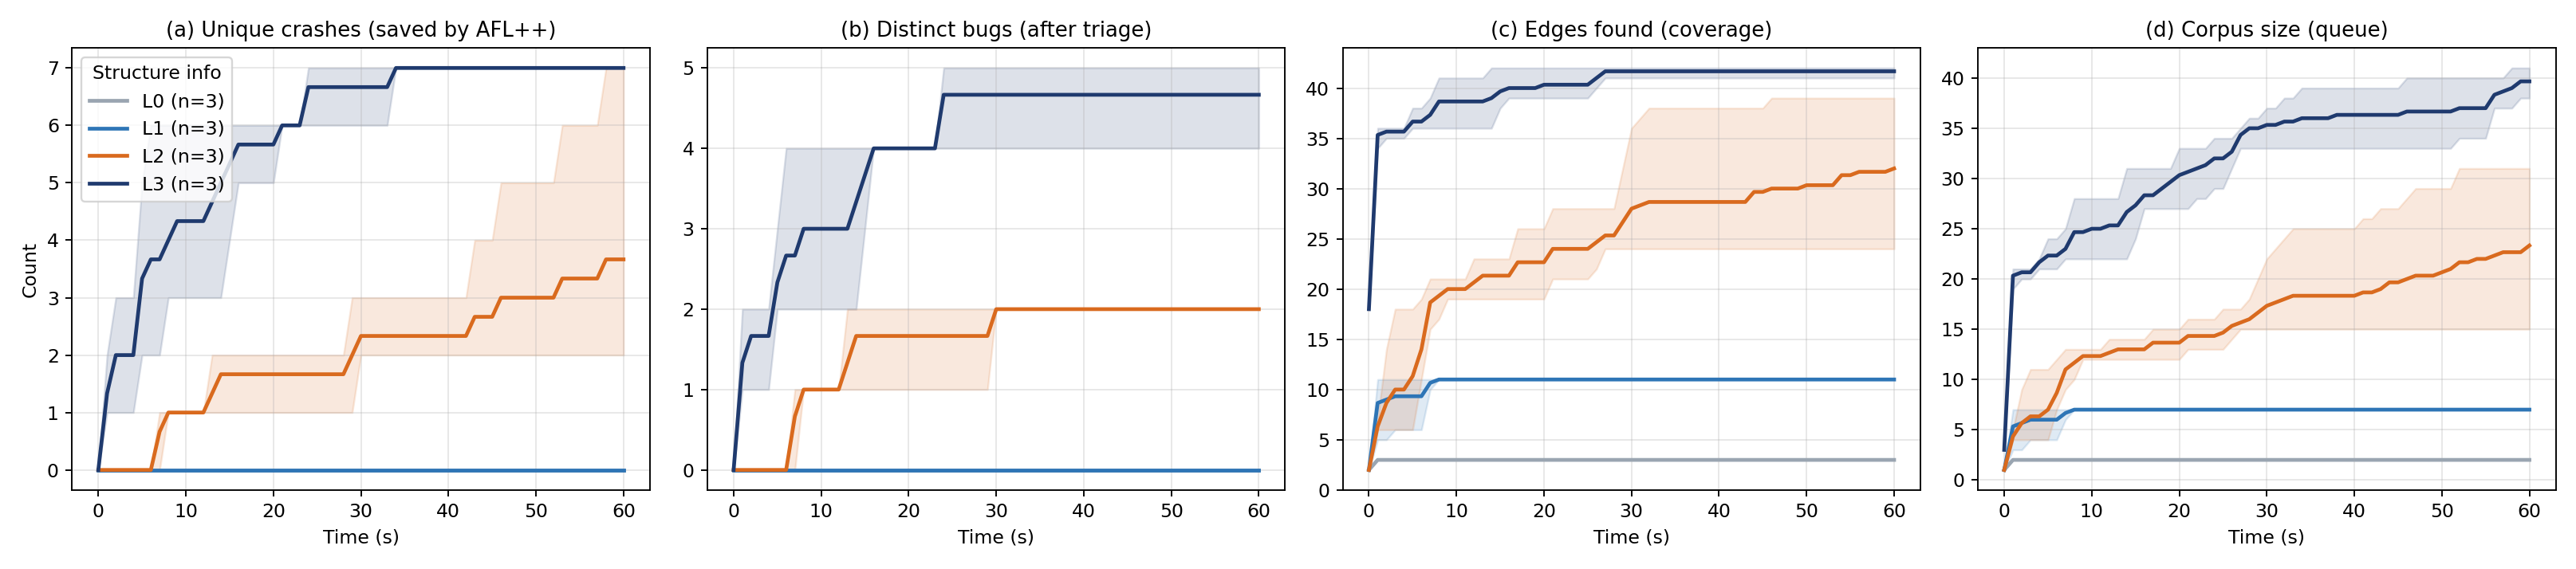 (a) Unique crashes (saved by AFL++)
Count
7
6
5
4
3
2
1
0
Structure info
L0 (n=3)
L1 (n=3)
L2 (n=3)
L3 (n=3)
0 10 20 30 40 50 60
Time (s)
(b) Distinct bugs (after triage)
5
4
3
2
1
0
0 10 20 30 40 50 60
Time (s)
(c) Edges found (coverage)
40
35
30
25
20
15
10
5
0
0 10 20 30 40 50 60
Time (s)
(d) Corpus size (queue)
40
35
30
25
20
15
10
5
0
0 10 20 30 40 50 60
Time (s)